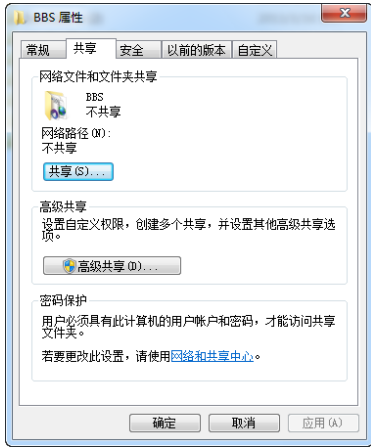 BBS 属性
常规 共享 安全 以前的版本 自定义
网络文件和文件夹共享
BBS
不共享
网络路径(N):
不共享
共享(S)...
高级共享
设置自定义权限，创建多个共享，并设置其他高级共享选
项。
高级共享(D)...
密码保护
用户必须具有此计算机的用户帐户和密码，才能访问共享
文件夹。
若要更改此设置，请使用网络和共享中心。
确定 取消 应用(A)